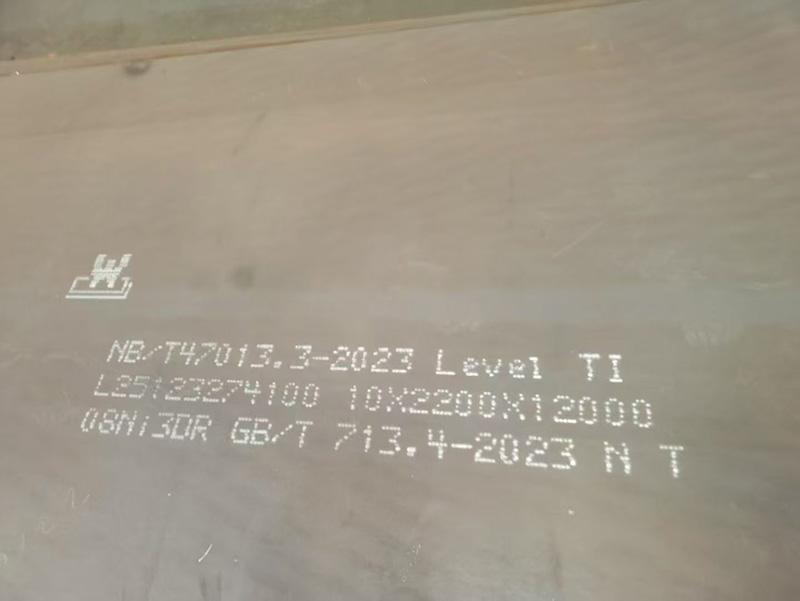 W
NB/T47013.3-2023 Level TI
L25123274100 10X2200X12000
08Ni3DR GB/T 713.4-2023 N T